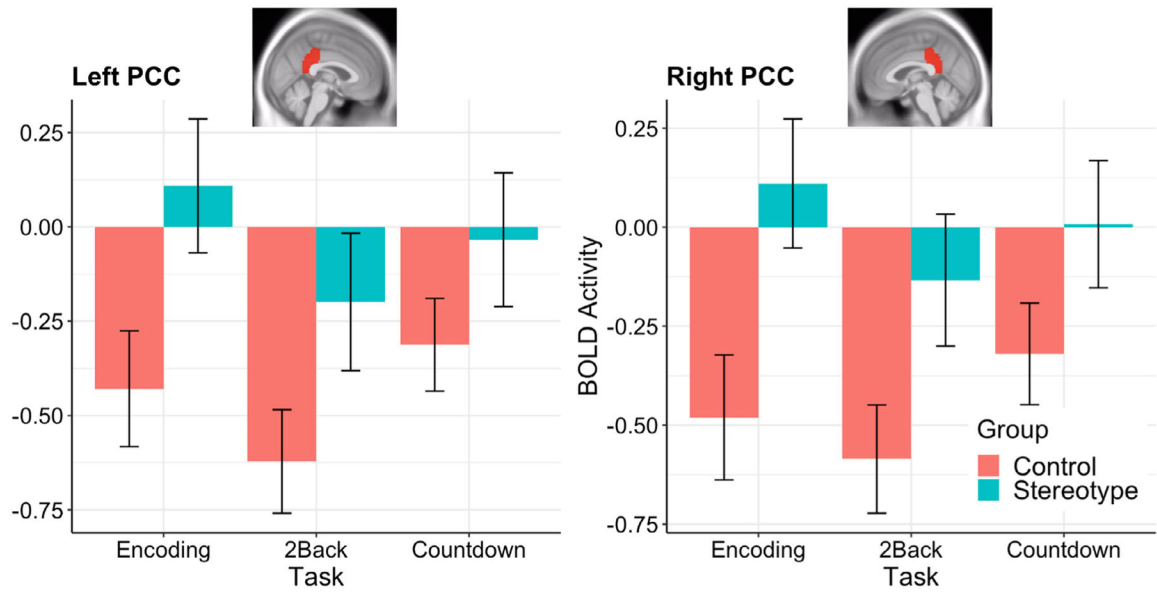 Left PCC
0.25
0.00
-0.25
-0.50
-0.75
Encoding 2Back Countdown
Task
Right PCC
BOLD Activity
0.25
0.00
-0.25
-0.50
-0.75
Group
Control
Stereotype
Encoding 2Back Countdown
Task